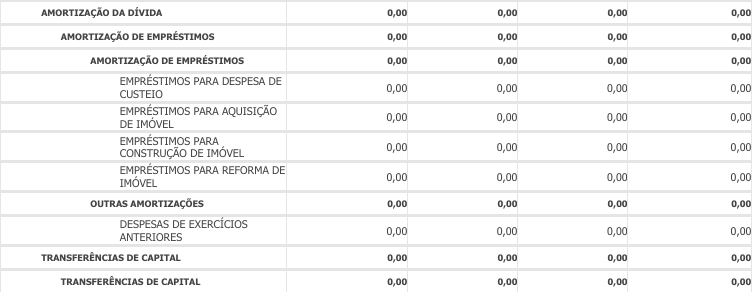 AMORTIZAÇÃO DA DÍVIDA 0,00 0,00 0,00 0,00
AMORTIZAÇÃO DE EMPRÉSTIMOS 0,00 0,00 0,00 0,00
AMORTIZAÇÃO DE EMPRÉSTIMOS 0,00 0,00 0,00 0,00
EMPRÉSTIMOS PARA DESPESA DE
CUSTEIO 0,00 0,00 0,00 0,00
EMPRÉSTIMOS PARA AQUISIÇÃO
DE IMÓVEL 0,00 0,00 0,00 0,00
EMPRÉSTIMOS PARA
CONSTRUÇÃO DE IMÓVEL 0,00 0,00 0,00 0,00
EMPRÉSTIMOS PARA REFORMA DE
IMÓVEL 0,00 0,00 0,00 0,00
OUTRAS AMORTIZAÇÕES 0,00 0,00 0,00 0,00
DESPESAS DE EXERCÍCIOS
ANTERIORES 0,00 0,00 0,00 0,00
TRANSFERÊNCIAS DE CAPITAL 0,00 0,00 0,00 0,00
TRANSFERÊNCIAS DE CAPITAL 0,00 0,00 0,00 0,00